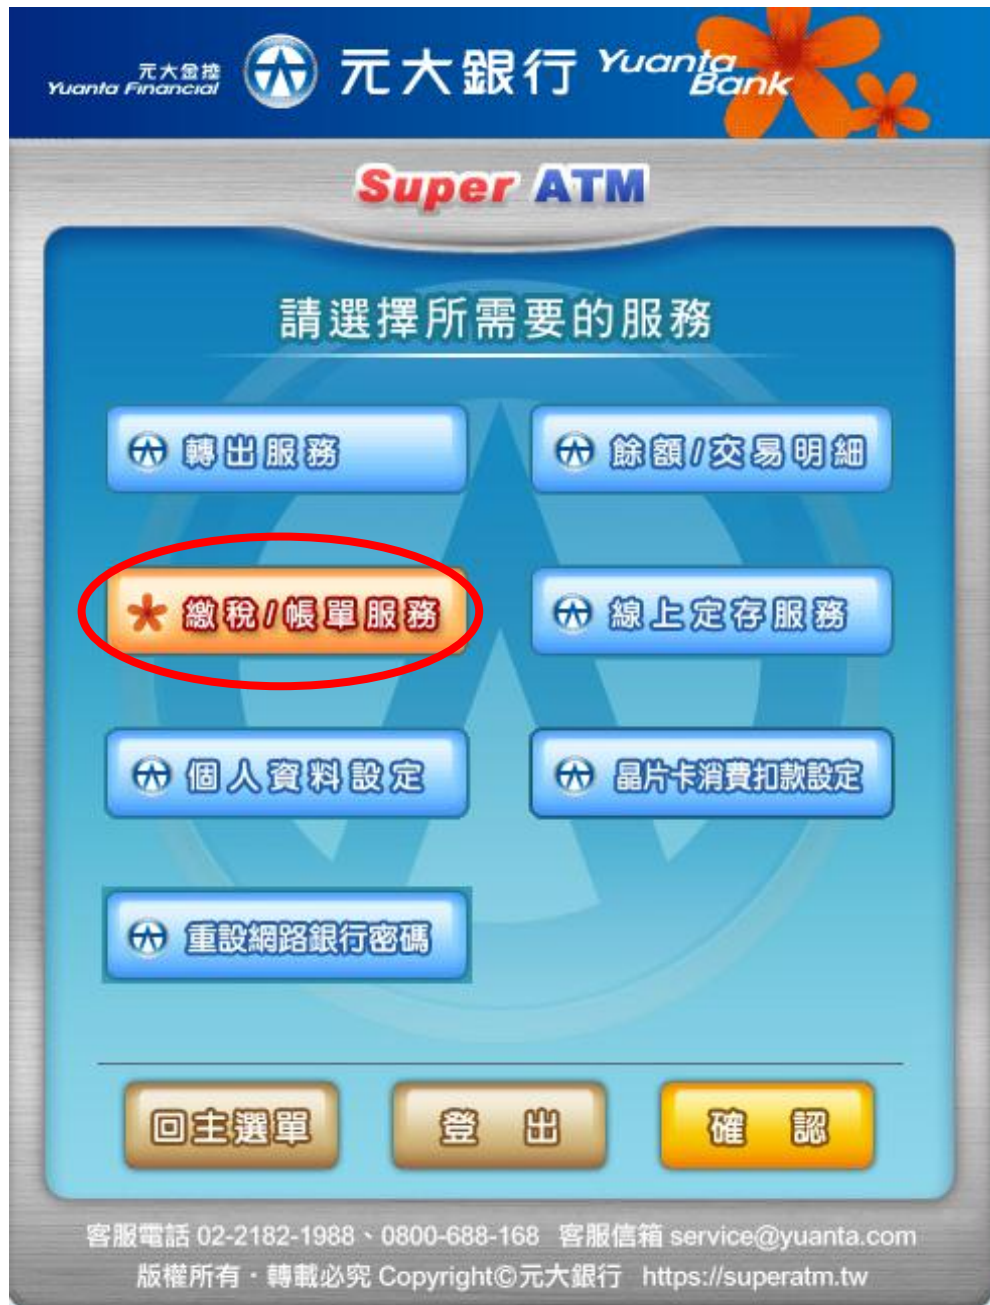 元大金控
Yuanta Financial
元大銀行 Yuanta Bank
Super ATM
請選擇所需要的服務
轉出服務 餘額/交易明細
繳稅/帳單服務 線上定存服務
個人資料設定 晶片卡消費扣款設定
重設網路銀行密碼
回主選單 登出 確認
客服電話 02-2182-1988、0800-688-168 客服信箱 service@yuanta.com
版權所有・轉載必究 Copyright©元大銀行 https://superatm.tw